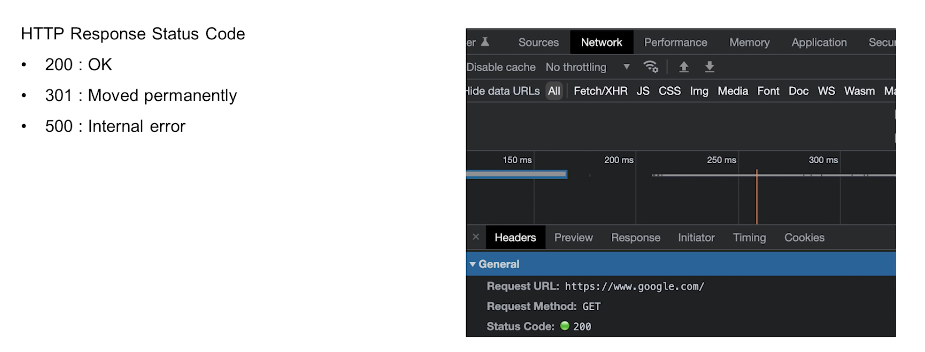 HTTP Response Status Code
• 200 : OK
• 301 : Moved permanently
• 500 : Internal error
er Sources Network Performance Memory Application Secur
Disable cache No throttling ▼
Hide data URLs All Fetch/XHR JS CSS Img Media Font Doc WS Wasm Ma
150 ms 200 ms 250 ms 300 ms
× Headers Preview Response Initiator Timing Cookies
▼ General
Request URL: https://www.google.com/
Request Method: GET
Status Code: 200